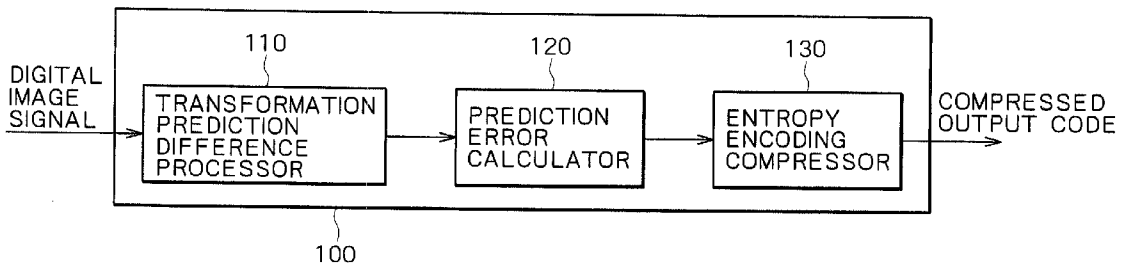 110
120
130
DIGITAL
IMAGE
SIGNAL
TRANSFORMATION
PREDICTION
DIFFERENCE
PROCESSOR
PREDICTION
ERROR
CALCULATOR
ENTROPY
ENCODING
COMPRESSOR
COMPRESSED
OUTPUT CODE
100